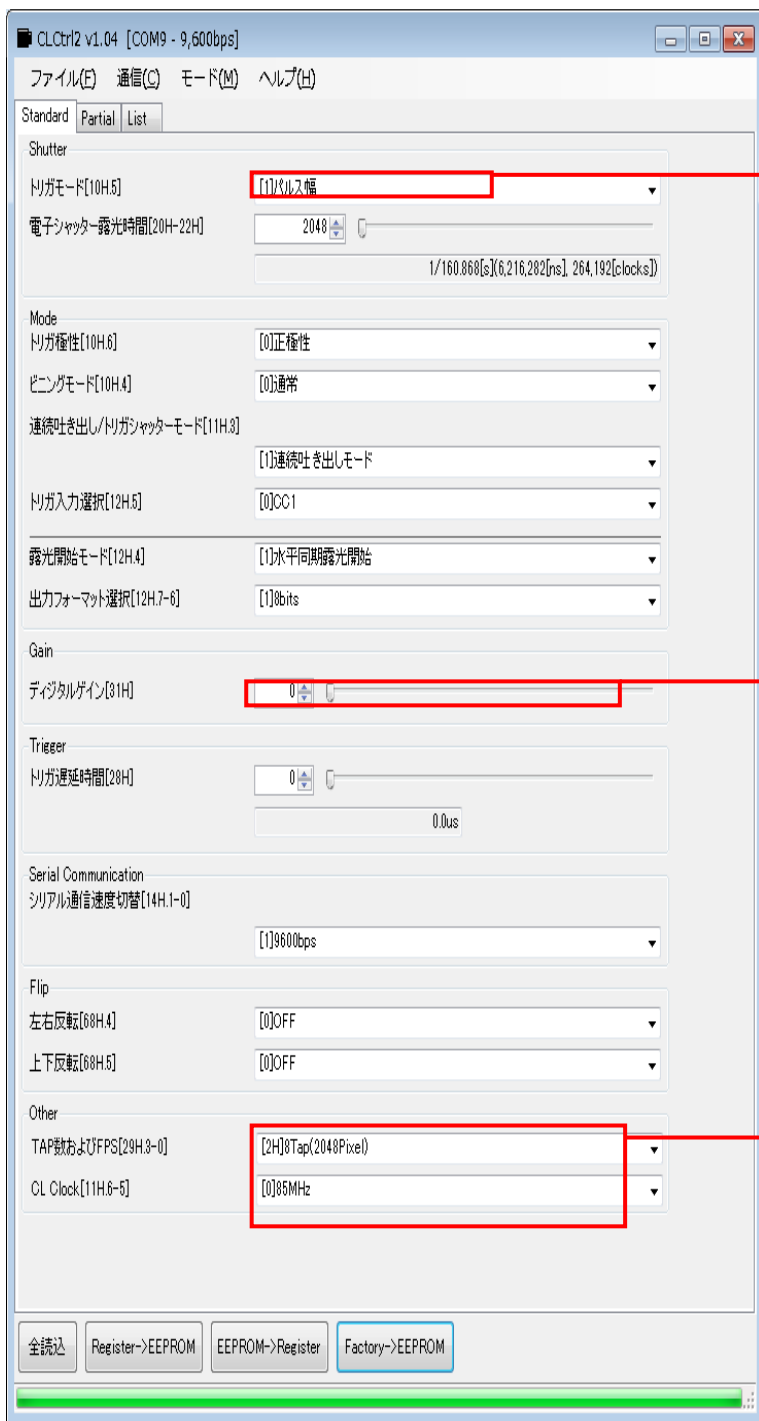 CLCtrl2 v1.04 [COM9 - 9,600bps]
ファイル(F) 通信(C) モード(M) ヘルプ(H)
Standard Partial List
Shutter
トリガモード[10H.5] [1]パルス幅
電子シャッター露光時間[20H-22H] 2048
1/160.868[s](6,216,282[ns], 264,192[clocks])
Mode
トリガ極性[10H.6] [0]正極性
ビニングモード[10H.4] [0]通常
連続吐き出し/トリガシャッターモード[11H.3]
[1]連続吐き出しモード
トリガ入力選択[12H.5] [0]CC1
露光開始モード[12H.4] [1]水平同期露光開始
出力フォーマット選択[12H.7-6] [1]8bits
Gain
ディジタルゲイン[31H] 0
Trigger
トリガ遅延時間[28H] 0
0.0us
Serial Communication
シリアル通信速度切替[14H.1-0]
[1]9600bps
Flip
左右反転[68H.4] [0]OFF
上下反転[68H.5] [0]OFF
Other
TAP数およびFPS[29H.3-0] [2H]8Tap(2048Pixel)
CL Clock[11H.6-5] [0]85MHz
全読込 Register->EEPROM EEPROM->Register Factory->EEPROM